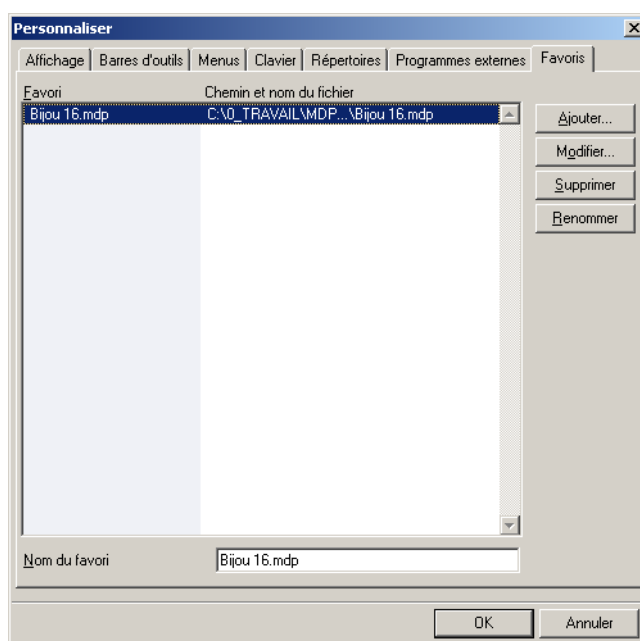 Personnaliser
Affichage Barres d'outils Menus Clavier Répertoires Programmes externes Favoris
Favori Chemin et nom du fichier
Bijou 16.mdp C:\0_TRAVAIL\MDP...\Bijou 16.mdp
Ajouter...
Modifier...
Supprimer
Renommer
Nom du favori Bijou 16.mdp
OK Annuler